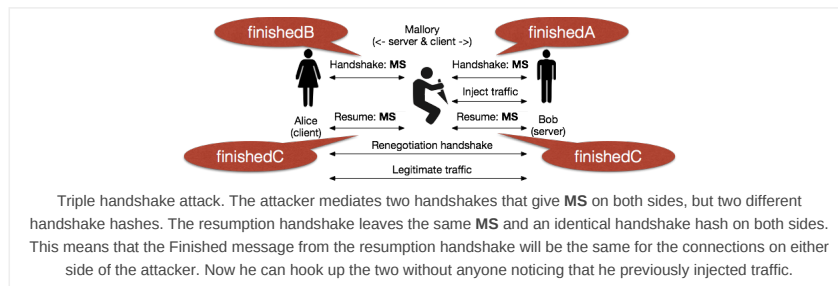 finishedB
Mallory
(<- server & client ->)
finishedA
Handshake: MS
Handshake: MS
Inject traffic
Alice
(client)
Resume: MS
Resume: MS
Bob
(server)
finishedC
Renegotiation handshake
finishedC
Legitimate traffic
Triple handshake attack. The attacker mediates two handshakes that give MS on both sides, but two different
handshake hashes. The resumption handshake leaves the same MS and an identical handshake hash on both sides.
This means that the Finished message from the resumption handshake will be the same for the connections on either
side of the attacker. Now he can hook up the two without anyone noticing that he previously injected traffic.